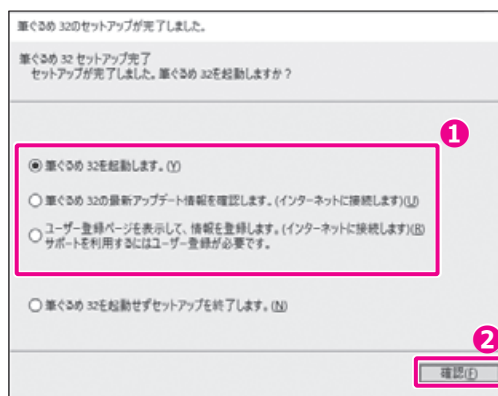 筆ぐるめ 32のセットアップが完了しました。
筆ぐるめ 32 セットアップ完了
セットアップが完了しました。筆ぐるめ 32を起動しますか？
1
筆ぐるめ 32を起動します。(Y)
筆ぐるめ 32の最新アップデート情報を確認します。(インターネットに接続します)(U)
ユーザー登録ページを表示して、情報を登録します。(インターネットに接続します)(R)
サポートを利用するにはユーザー登録が必要です。
筆ぐるめ 32を起動せずセットアップを終了します。(N)
2
確認(F)